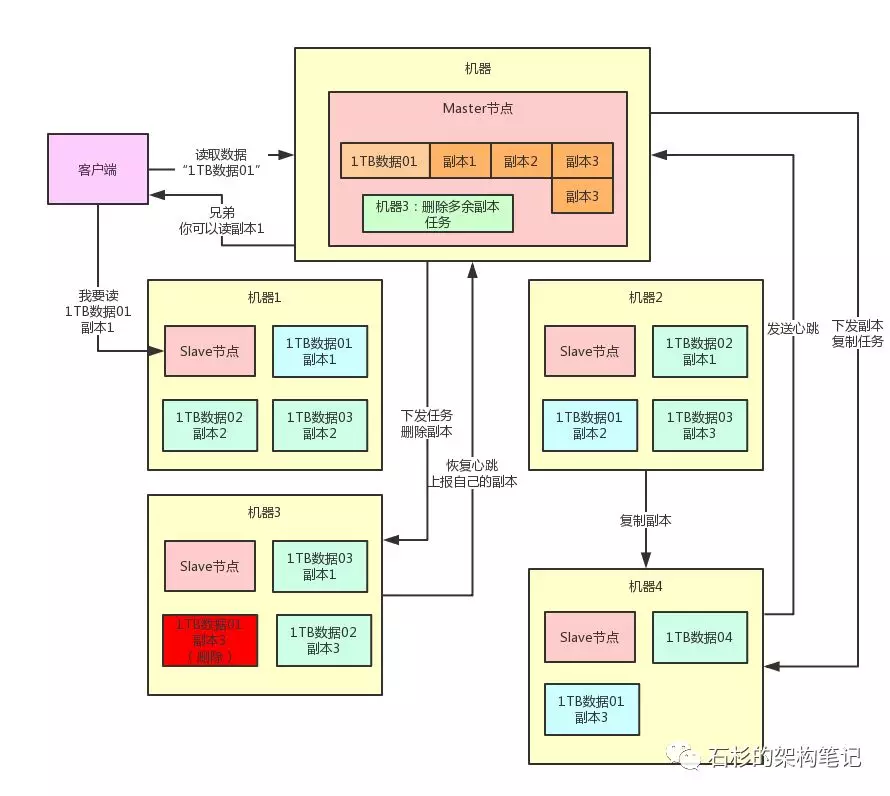 机器
Master节点
1TB数据01
副本1
副本2
副本3
副本3
机器3：删除多余副本
任务
客户端
读取数据
“1TB数据01”
兄弟
你可以读副本1
我要读
1TB数据01
副本1
机器1
Slave节点
1TB数据01
副本1
1TB数据02
副本2
1TB数据03
副本2
机器2
Slave节点
1TB数据02
副本1
1TB数据01
副本2
1TB数据03
副本3
发送心跳
下发副本
复制任务
下发任务
删除副本
恢复心跳
上报自己的副本
复制副本
机器3
Slave节点
1TB数据03
副本1
1TB数据01
副本3
（删除）
1TB数据02
副本3
机器4
Slave节点
1TB数据04
1TB数据01
副本3
石杉的架构笔记